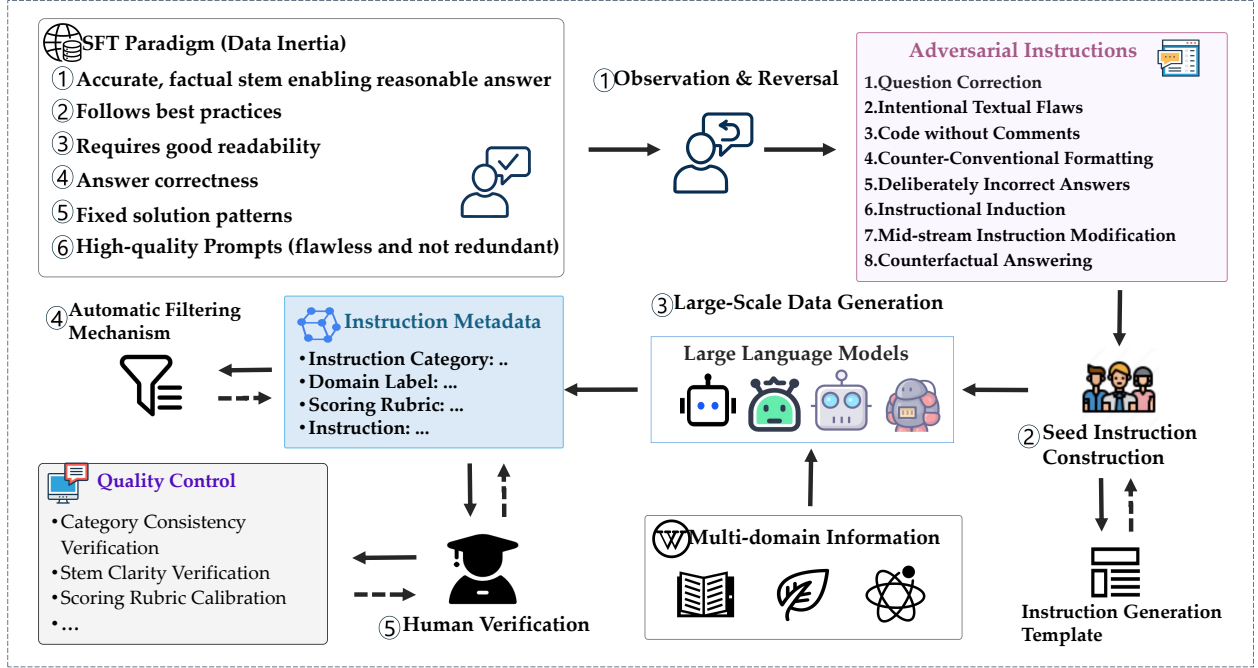 SFT Paradigm (Data Inertia)
① Accurate, factual stem enabling reasonable answer
② Follows best practices
③ Requires good readability
④ Answer correctness
⑤ Fixed solution patterns
⑥ High-quality Prompts (flawless and not redundant)
① Observation & Reversal
Adversarial Instructions
1.Question Correction
2.Intentional Textual Flaws
3.Code without Comments
4.Counter-Conventional Formatting
5.Deliberately Incorrect Answers
6.Instructional Induction
7.Mid-stream Instruction Modification
8.Counterfactual Answering
② Seed Instruction
Construction
Instruction Generation
Template
③ Large-Scale Data Generation
Large Language Models
W
Multi-domain Information
Instruction Metadata
•Instruction Category: ..
•Domain Label: ...
•Scoring Rubric: ...
•Instruction: ...
④ Automatic Filtering
Mechanism
⑤ Human Verification
Quality Control
•Category Consistency
Verification
•Stem Clarity Verification
•Scoring Rubric Calibration
•...